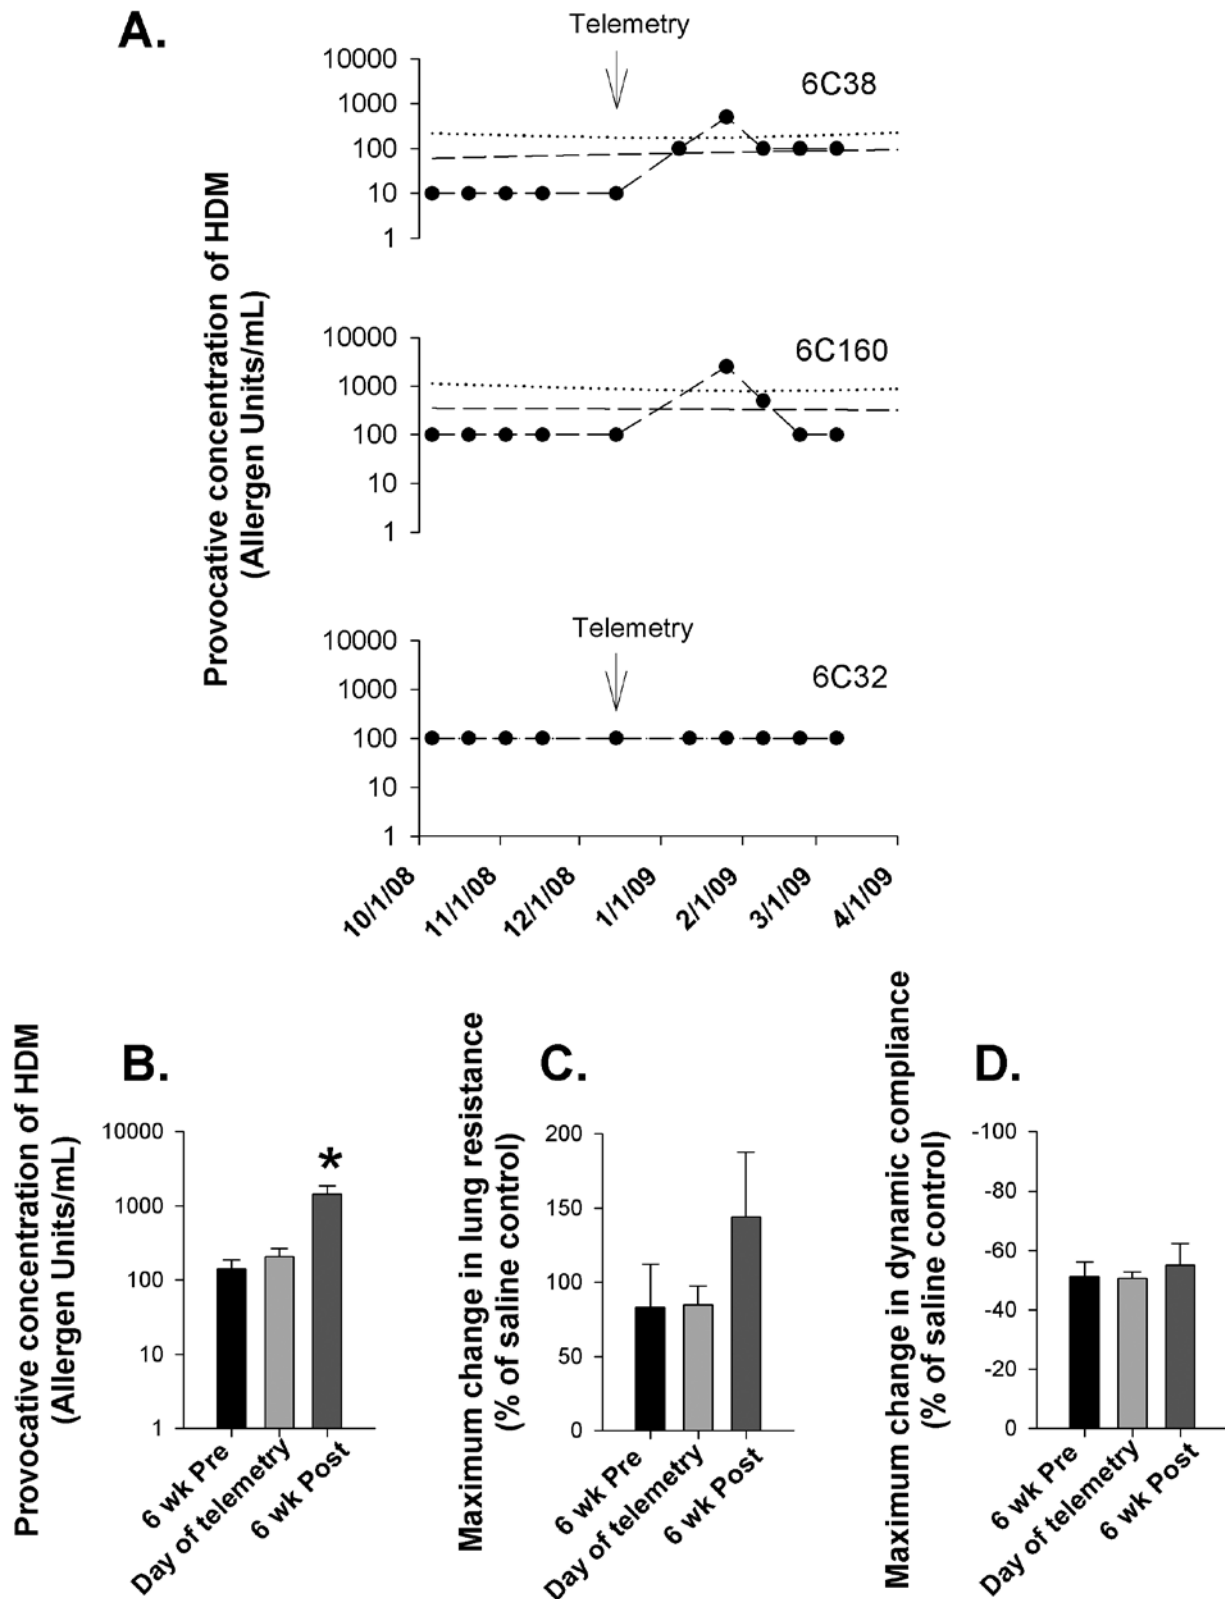 A.
Telemetry
6C38
10000
1000
100
10
1
6C160
10000
1000
100
10
1
Provocative concentration of HDM
(Allergen Units/mL)
Telemetry
6C32
10000
1000
100
10
1
10/1/08
11/1/08
12/1/08
1/1/09
2/1/09
3/1/09
4/1/09
B.
Provocative concentration of HDM
(Allergen Units/mL)
10000
1000
100
10
1
*
6 wk Pre
Day of telemetry
6 wk Post
C.
Maximum change in lung resistance
(% of saline control)
200
150
100
50
0
6 wk Pre
Day of telemetry
6 wk Post
D.
Maximum change in dynamic compliance
(% of saline control)
-100
-80
-60
-40
-20
0
6 wk Pre
Day of telemetry
6 wk Post